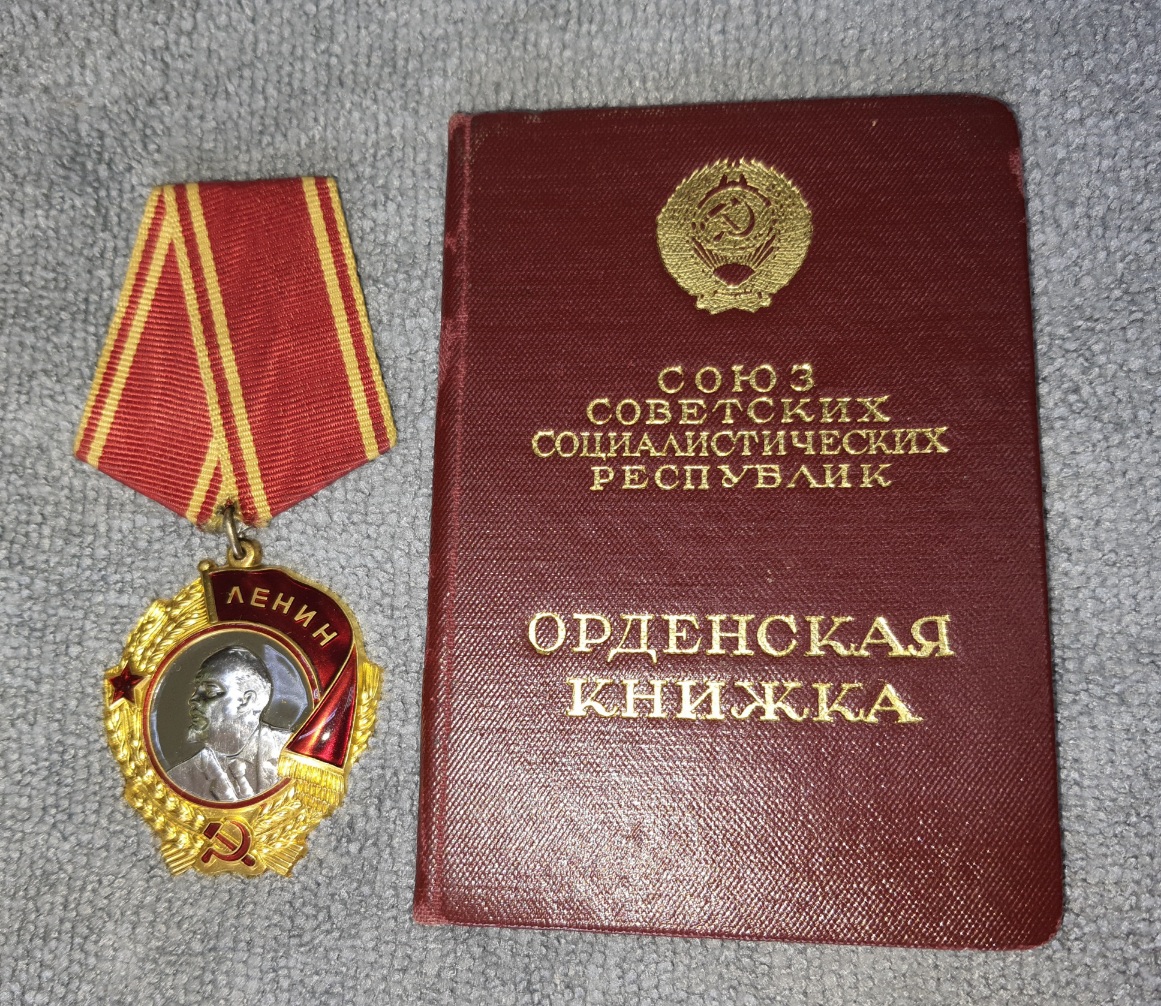 ЛЕНИН
СОЮЗ
СОВЕТСКИХ
СОЦИАЛИСТИЧЕСКИХ
РЕСПУБЛИК
ОРДЕНСКАЯ
КНИЖКА